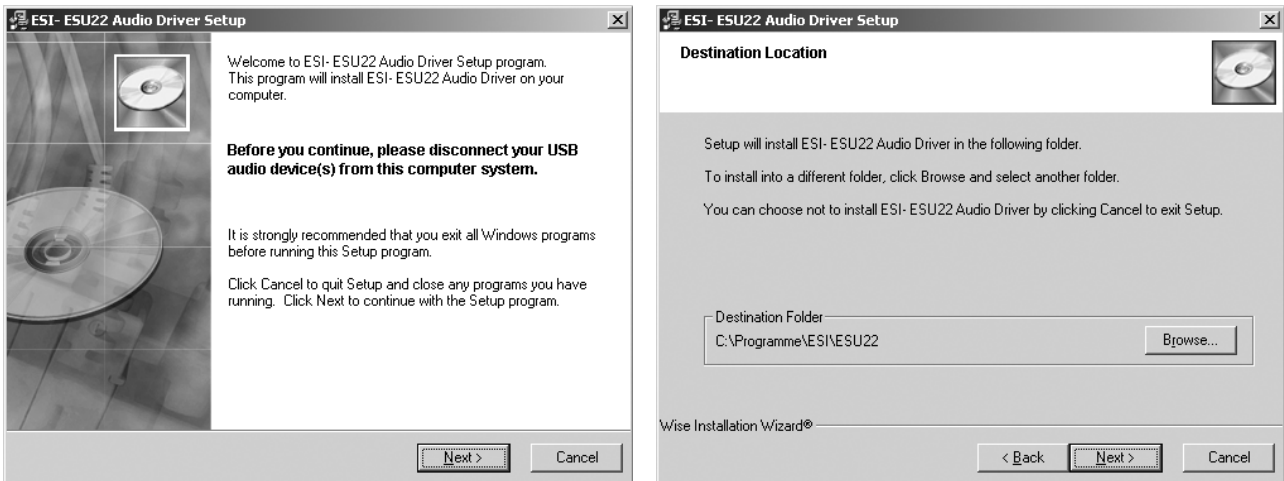 ESI- ESU22 Audio Driver Setup
Welcome to ESI- ESU22 Audio Driver Setup program.
This program will install ESI- ESU22 Audio Driver on your
computer.
Before you continue, please disconnect your USB
audio device(s) from this computer system.
It is strongly recommended that you exit all Windows programs
before running this Setup program.
Click Cancel to quit Setup and close any programs you have
running. Click Next to continue with the Setup program.
Next >
Cancel
ESI- ESU22 Audio Driver Setup
Destination Location
Setup will install ESI- ESU22 Audio Driver in the following folder.
To install into a different folder, click Browse and select another folder.
You can choose not to install ESI- ESU22 Audio Driver by clicking Cancel to exit Setup.
Destination Folder
C:\Programme\ESI\ESU22
Browse...
Wise Installation Wizard®
< Back
Next >
Cancel